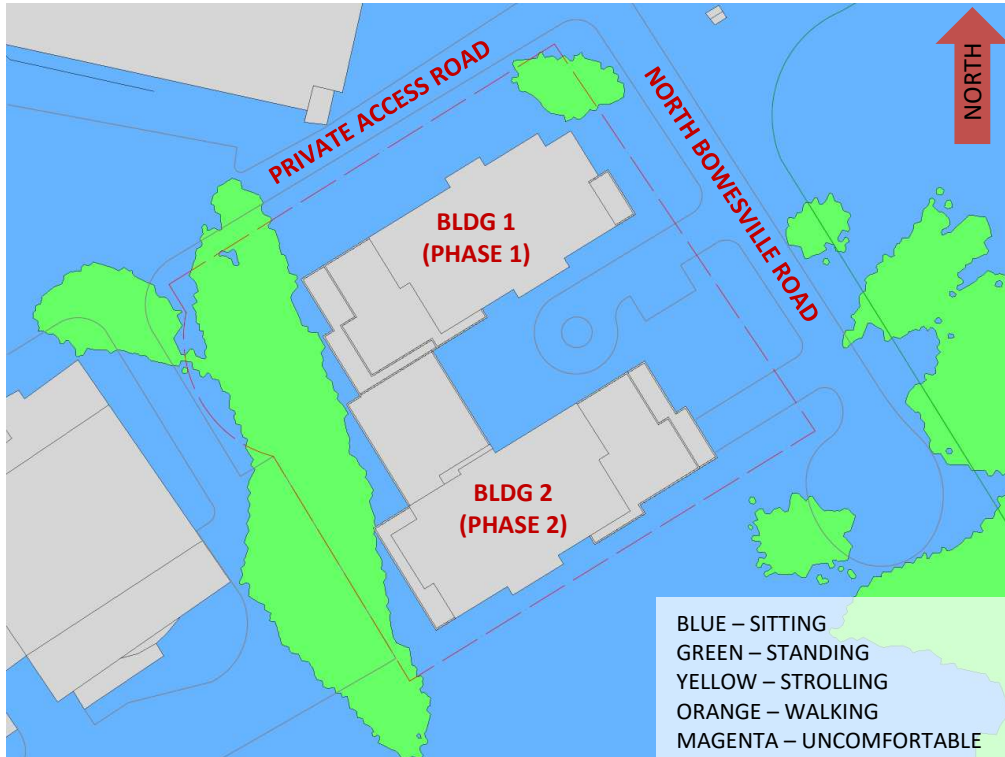 PRIVATE ACCESS ROAD
NORTH BOWESVILLE ROAD
NORTH
BLDG 1
(PHASE 1)
BLDG 2
(PHASE 2)
BLUE – SITTING
GREEN – STANDING
YELLOW – STROLLING
ORANGE – WALKING
MAGENTA – UNCOMFORTABLE